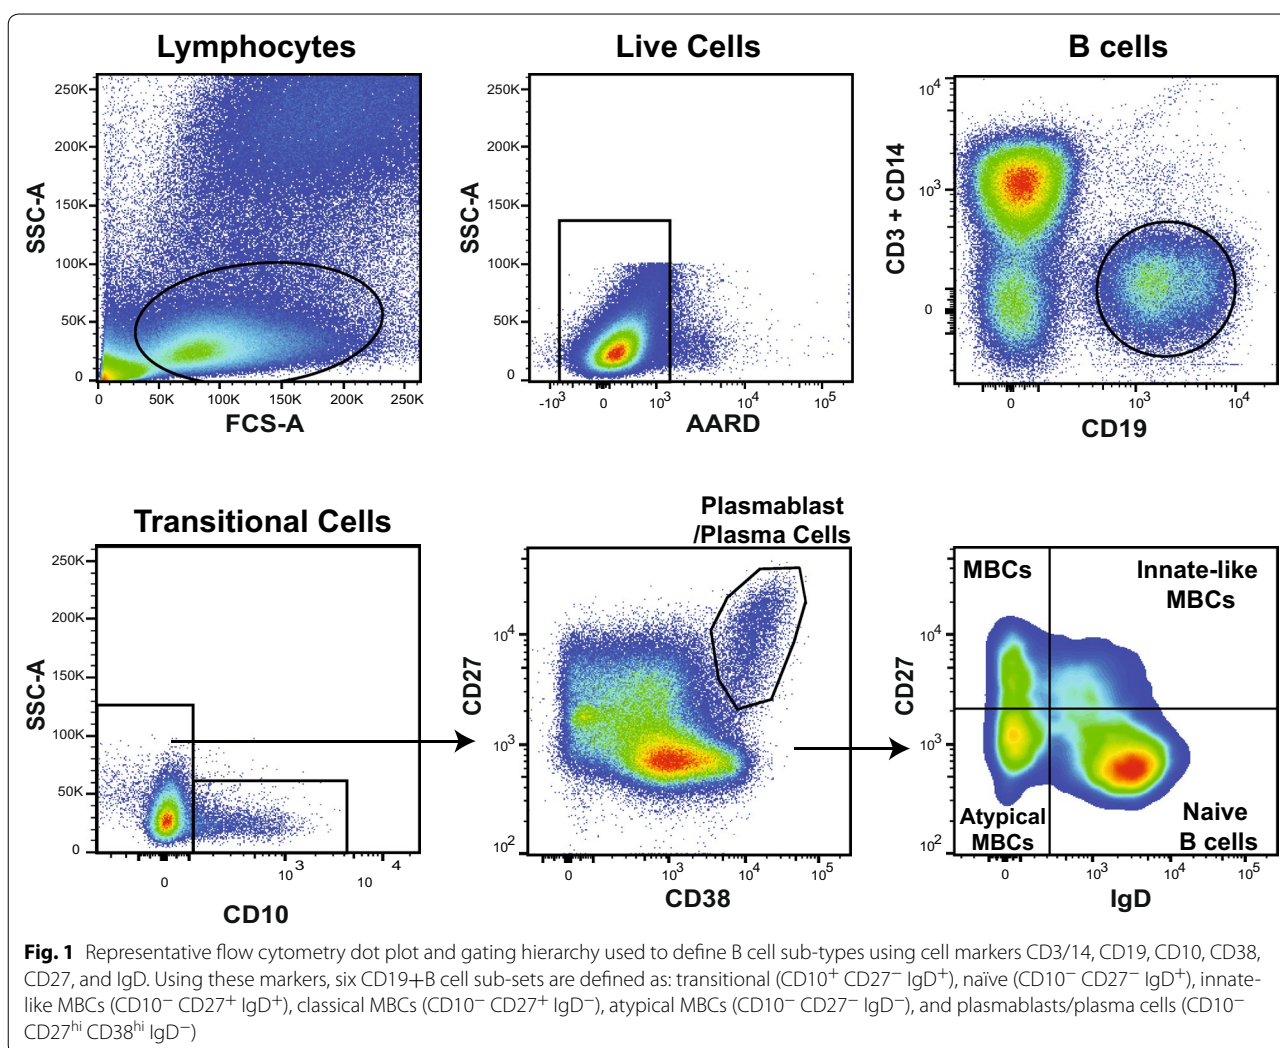 Lymphocytes
Live Cells
B cells
250K
200K
150K
100K
50K
0
SSC-A
0
50K
100K
150K
200K
250K
FCS-A
250K
200K
150K
100K
50K
0
SSC-A
-10³
0
10³
10⁴
10⁵
AARD
10⁴
10³
0
CD3 + CD14
0
10³
10⁴
CD19
Transitional Cells
250K
200K
150K
100K
50K
0
SSC-A
0
10³
10⁴
CD10
Plasmablast
/Plasma Cells
10⁴
10³
10²
CD27
0
10³
10⁴
10⁵
CD38
MBCs
Innate-like
MBCs
Atypical
MBCs
Naive
B cells
10⁴
10³
10²
CD27
0
10³
10⁴
10⁵
IgD
Fig. 1 Representative flow cytometry dot plot and gating hierarchy used to define B cell sub-types using cell markers CD3/14, CD19, CD10, CD38,
CD27, and IgD. Using these markers, six CD19+B cell sub-sets are defined as: transitional (CD10⁺ CD27⁻ IgD⁺), naïve (CD10⁻ CD27⁻ IgD⁺), innate-
like MBCs (CD10⁻ CD27⁺ IgD⁺), classical MBCs (CD10⁻ CD27⁺ IgD⁻), atypical MBCs (CD10⁻ CD27⁻ IgD⁻), and plasmablasts/plasma cells (CD10⁻
CD27ʰⁱ CD38ʰⁱ IgD⁻)